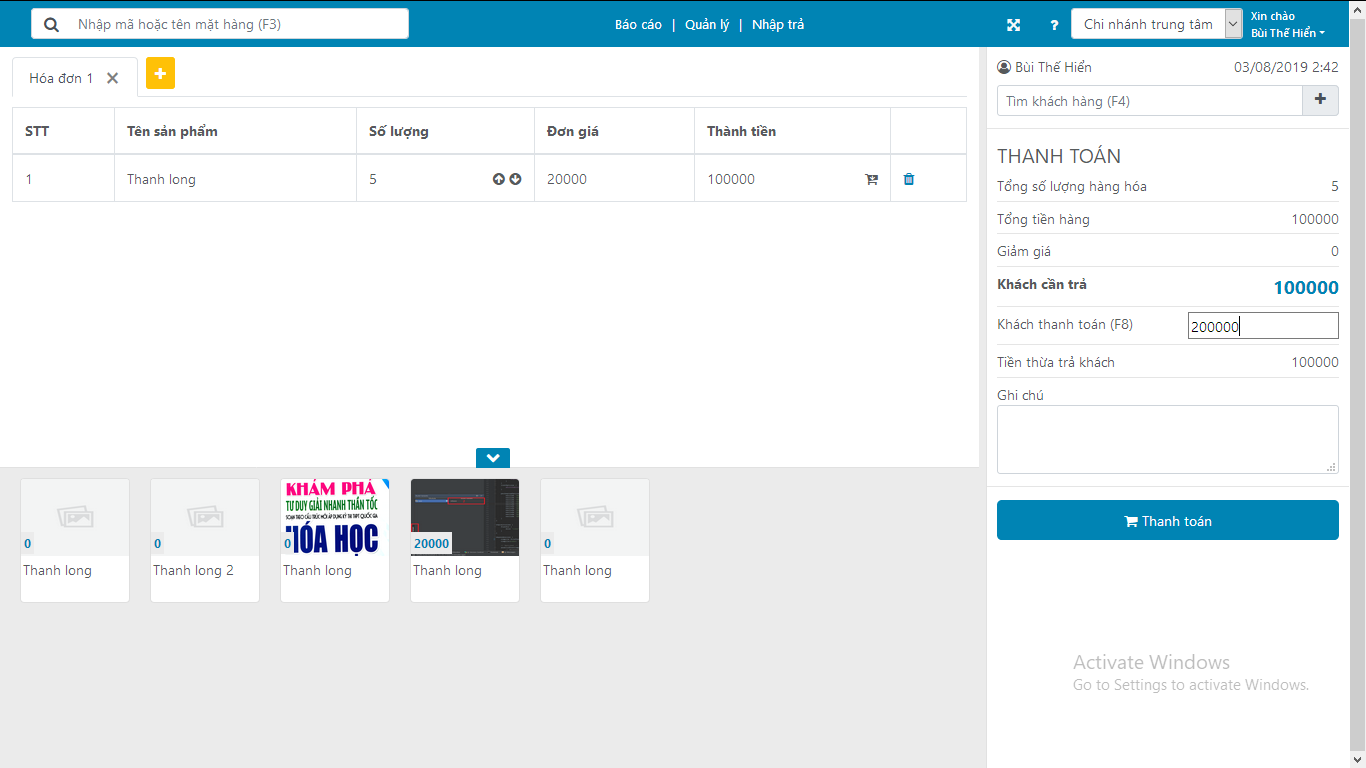 Nhập mã hoặc tên mặt hàng (F3)
Báo cáo | Quản lý | Nhập trả
?
Chi nhánh trung tâm
Xin chào
Bùi Thế Hiển
Hóa đơn 1
STT Tên sản phẩm Số lượng Đơn giá Thành tiền
1 Thanh long 5 20000 100000
Bùi Thế Hiển 03/08/2019 2:42
Tìm khách hàng (F4)
THANH TOÁN
Tổng số lượng hàng hóa 5
Tổng tiền hàng 100000
Giảm giá 0
Khách cần trả 100000
Khách thanh toán (F8) 200000
Tiền thừa trả khách 100000
Ghi chú
Thanh toán
0
Thanh long
0
Thanh long 2
KHÁM PHÁ
TƯ DUY GIẢI NHANH THẦN TỐC
HÓA HỌC
0
Thanh long
20000
Thanh long
0
Thanh long
Activate Windows
Go to Settings to activate Windows.